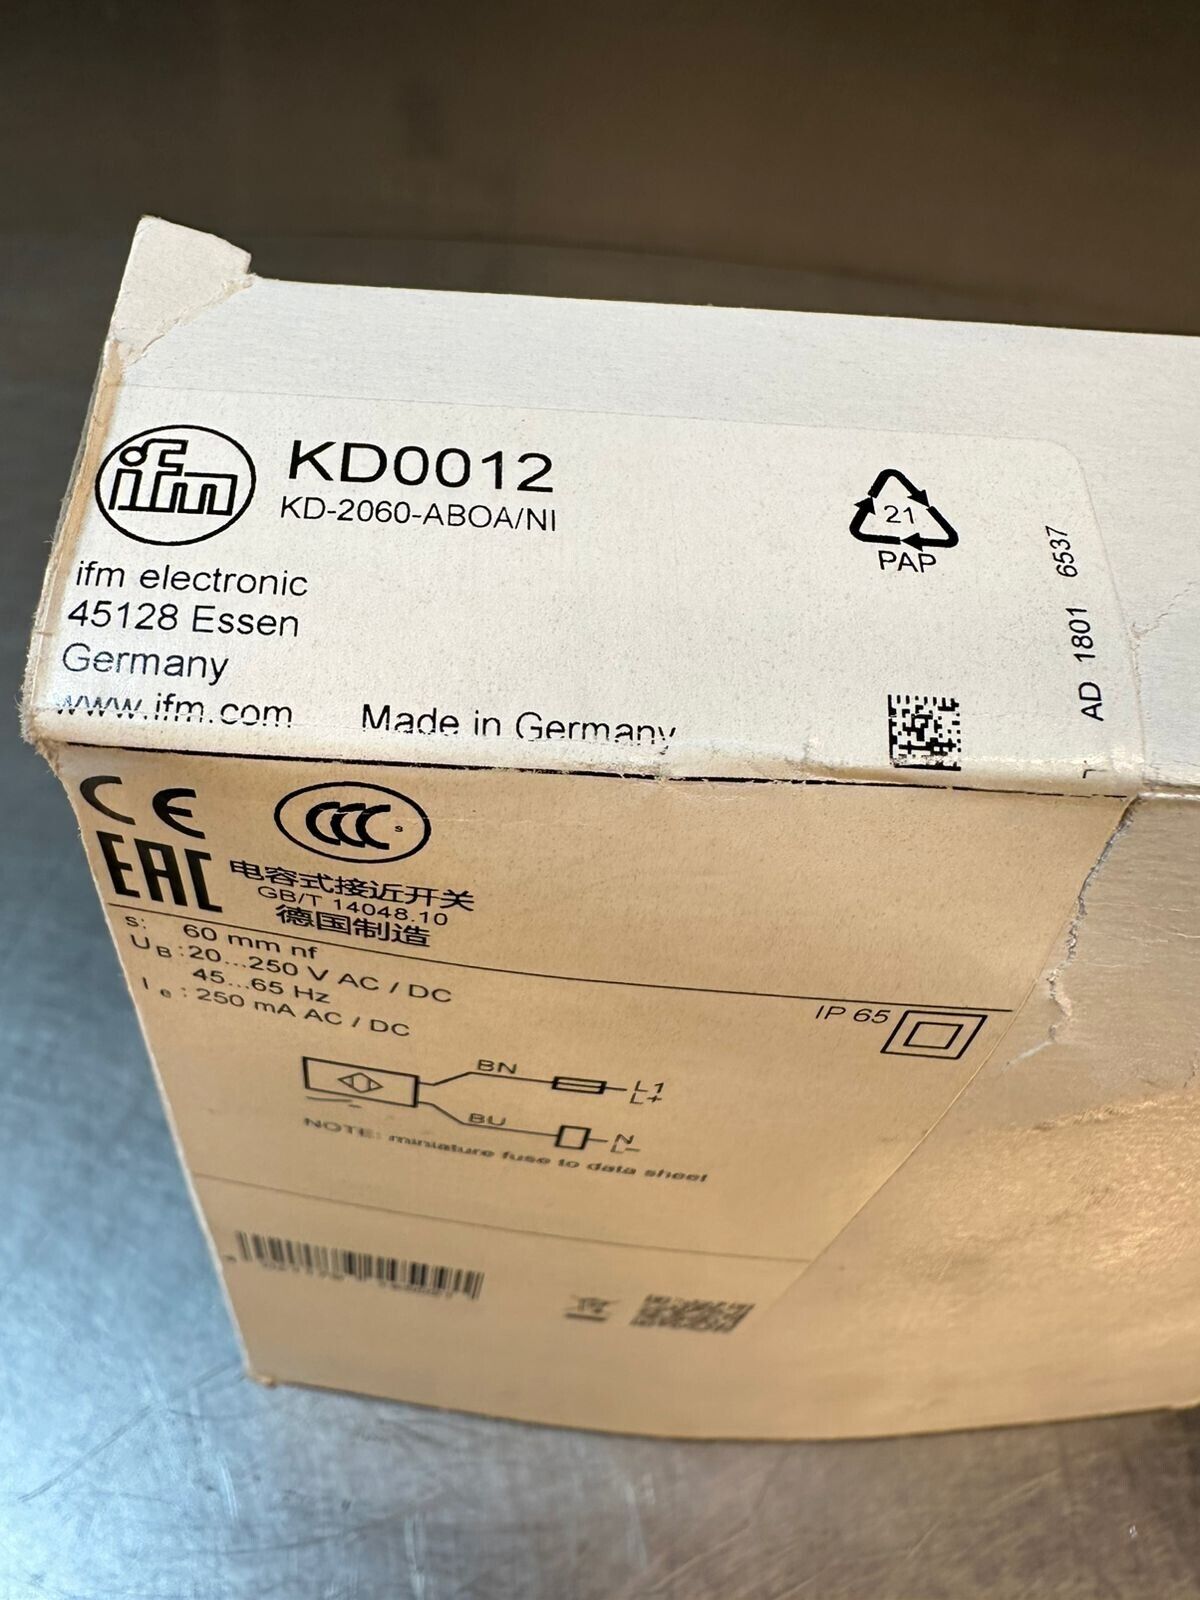 ifm
KD0012
KD-2060-ABOA/NI
ifm electronic
45128 Essen
Germany
www.ifm.com
Made in Germany
21
PAP
AD 1801 6537
CE
CCC S
EAC
电容式接近开关
GB/T 14048.10
德国制造
s: 60 mm nf
UB: 20...250 V AC / DC
45...65 Hz
Ie: 250 mA AC / DC
IP 65
BN
L1
L+
BU
N
L-
NOTE: miniature fuse to data sheet